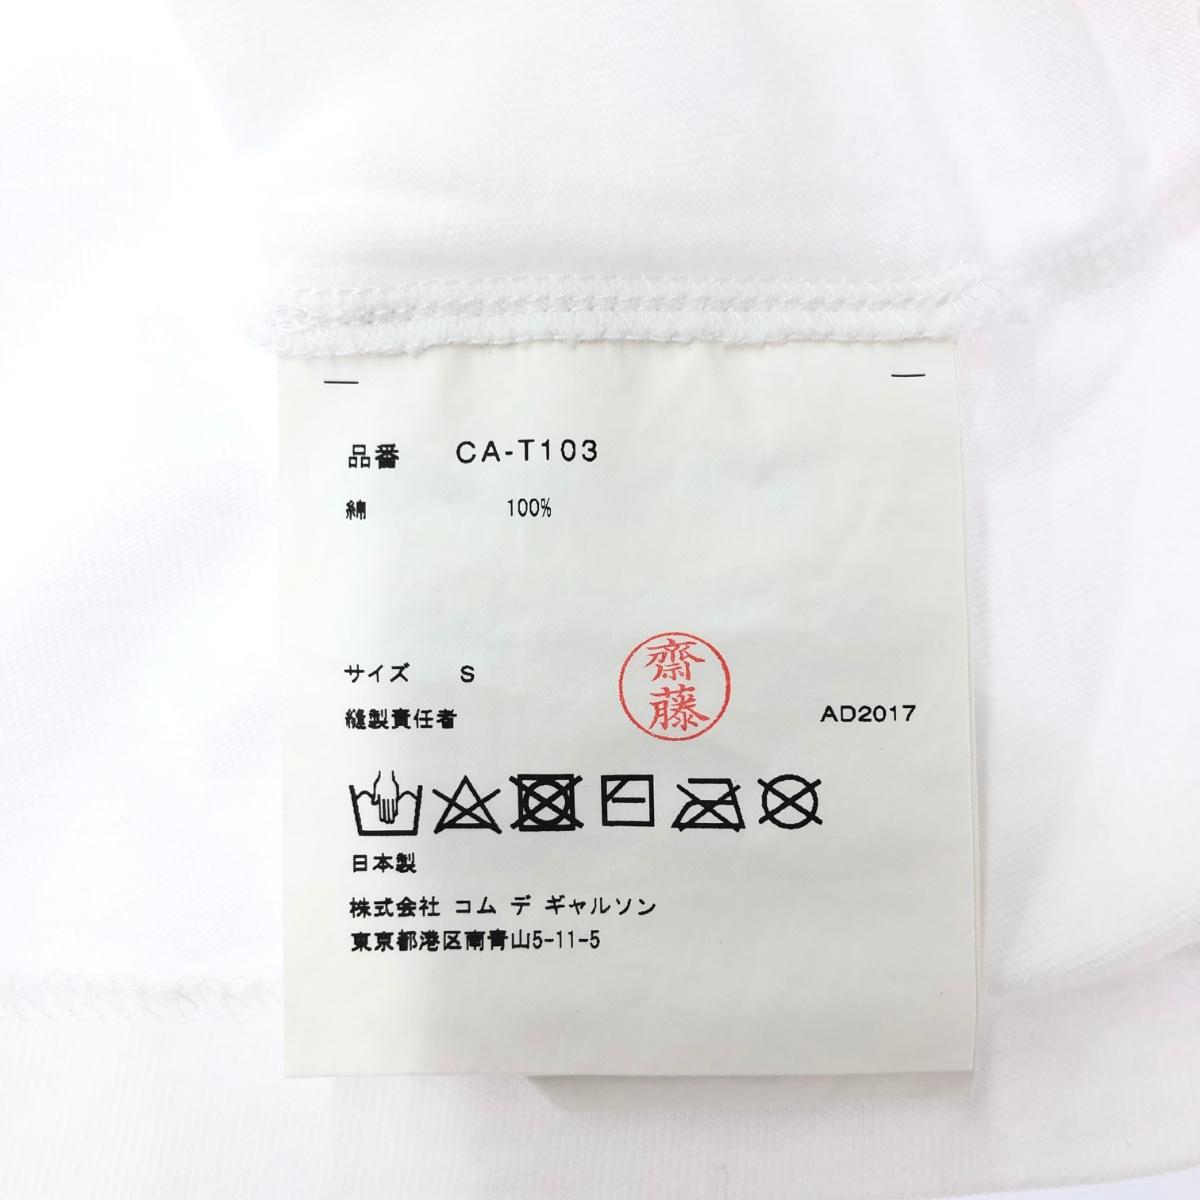 品番 CA-T103
綿 100%
サイズ S
齋藤
縫製責任者
AD2017
日本製
株式会社 コム デ ギャルソン
東京都港区南青山5-11-5